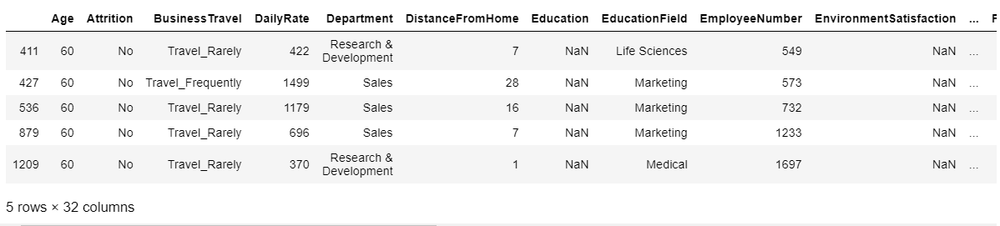 Age Attrition BusinessTravel DailyRate Department DistanceFromHome Education EducationField EmployeeNumber EnvironmentSatisfaction ...
411 60 No Travel_Rarely 422 Research & Development 7 NaN Life Sciences 549 NaN ...
427 60 No Travel_Frequently 1499 Sales 28 NaN Marketing 573 NaN ...
536 60 No Travel_Rarely 1179 Sales 16 NaN Marketing 732 NaN ...
879 60 No Travel_Rarely 696 Sales 7 NaN Marketing 1233 NaN ...
1209 60 No Travel_Rarely 370 Research & Development 1 NaN Medical 1697 NaN ...
5 rows × 32 columns